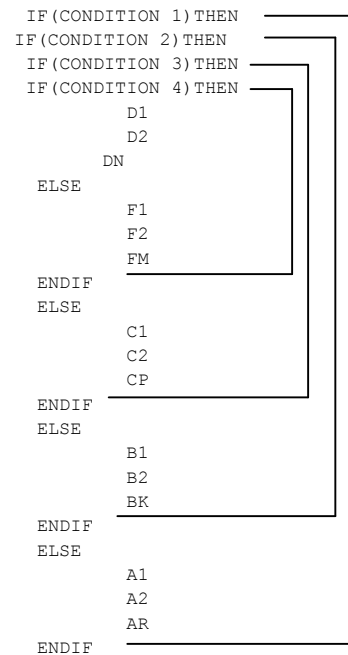 IF(CONDITION 1)THEN
IF(CONDITION 2)THEN
IF(CONDITION 3)THEN
IF(CONDITION 4)THEN
D1
D2
DN
ELSE
F1
F2
FM
ENDIF
ELSE
C1
C2
CP
ENDIF
ELSE
B1
B2
BK
ENDIF
ELSE
A1
A2
AR
ENDIF